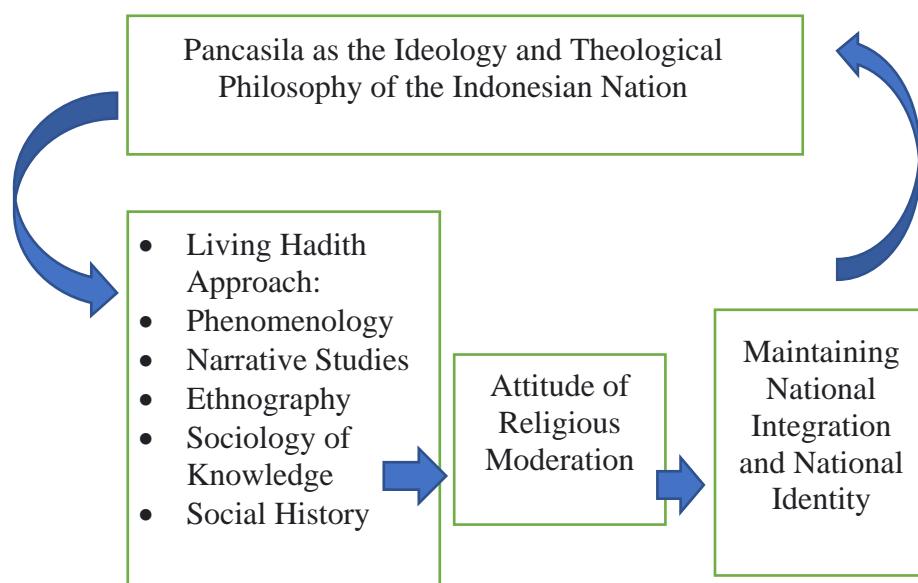 Pancasila as the Ideology and Theological
Philosophy of the Indonesian Nation
• Living Hadith
Approach:
• Phenomenology
• Narrative Studies
• Ethnography
• Sociology of
Knowledge
• Social History
Attitude of
Religious
Moderation
Maintaining
National
Integration
and National
Identity